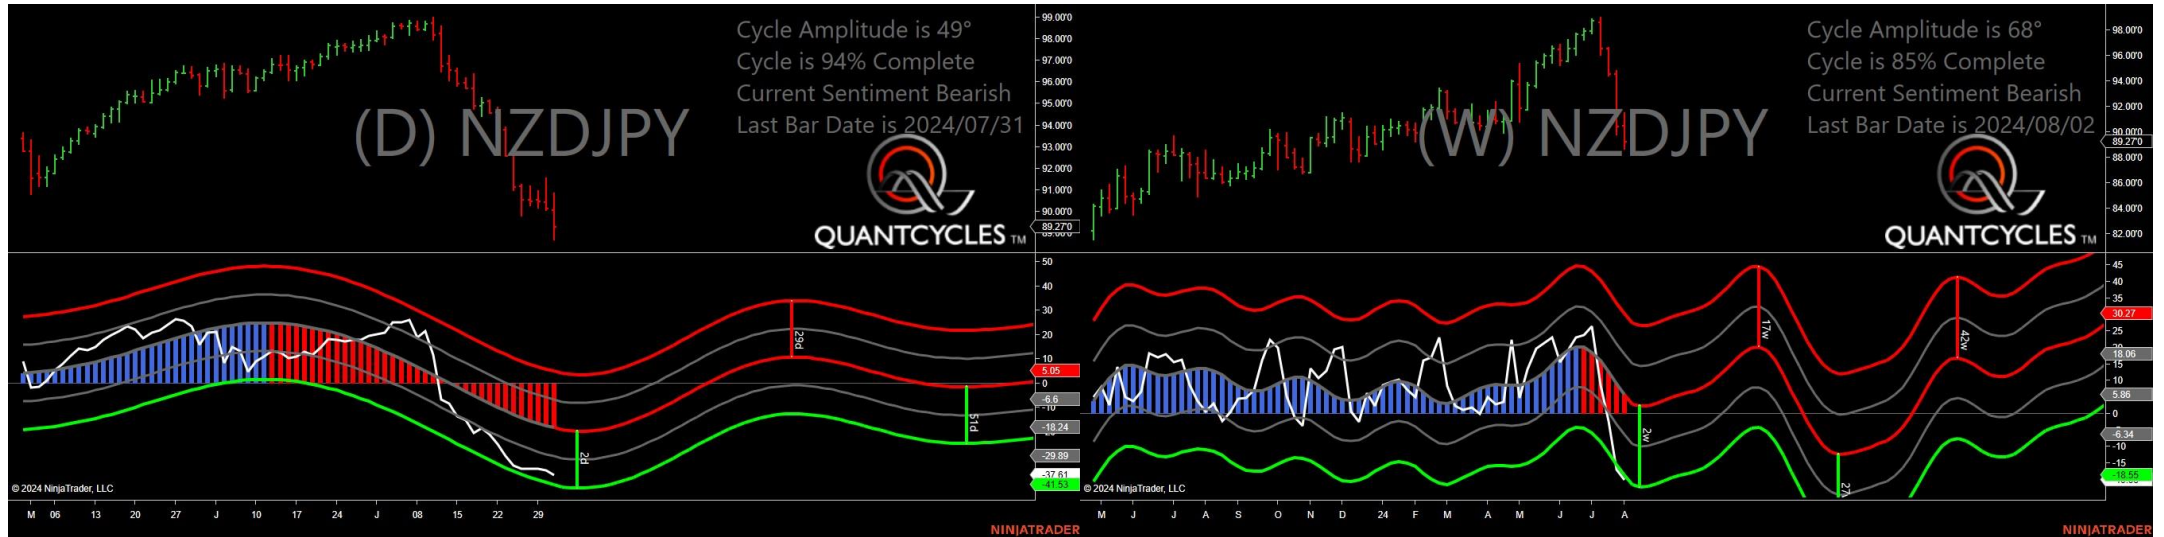 Cycle Amplitude is 49°
Cycle is 94% Complete
Current Sentiment Bearish
Last Bar Date is 2024/07/31
(D) NZDJPY
QUANTCYCLES TM
99.00'0
98.00'0
97.00'0
96.00'0
95.00'0
94.00'0
93.00'0
92.00'0
91.00'0
90.00'0
89.27'0
50
40
30
20
10
5.05
0
-6.6
-10
-18.24
-29.89
-37.61
-41.53
29d
51d
2d
© 2024 NinjaTrader, LLC
M 06 13 20 27 J 10 17 24 J 08 15 22 29
NINJATRADER
Cycle Amplitude is 68°
Cycle is 85% Complete
Current Sentiment Bearish
Last Bar Date is 2024/08/02
(W) NZDJPY
QUANTCYCLES TM
98.00'0
96.00'0
94.00'0
92.00'0
90.00'0
89.27'0
88.00'0
86.00'0
84.00'0
82.00'0
45
40
35
30.27
25
18.06
15
10
5.86
0
-6.34
-10
-15
-18.55
17w
42w
2w
© 2024 NinjaTrader, LLC
M J J A S O N D 24 F M A M J J A
NINJATRADER